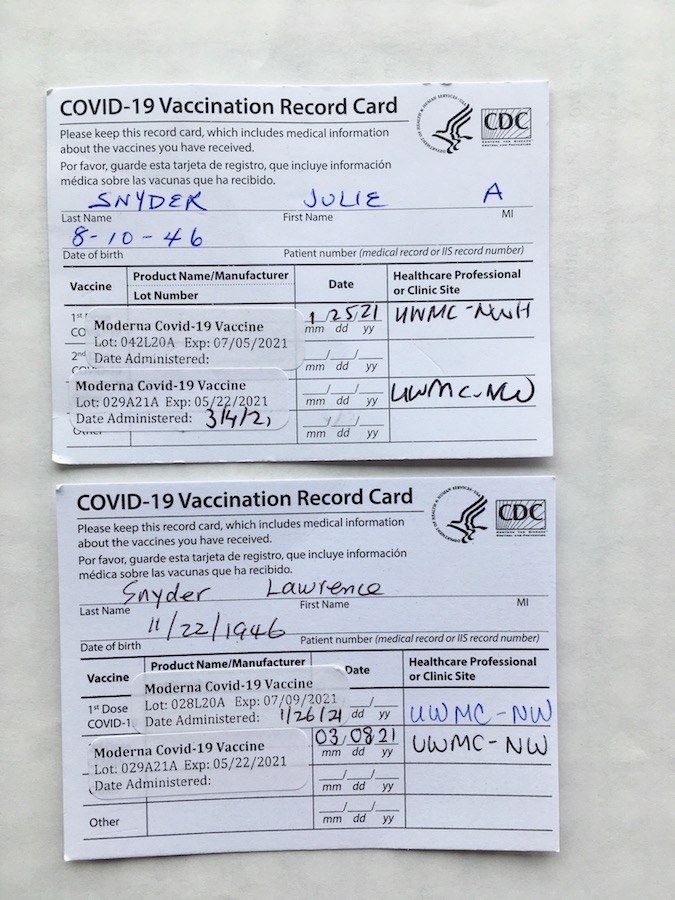 COVID-19 Vaccination Record Card
CDC
Please keep this record card, which includes medical information
about the vaccines you have received.
Por favor, guarde esta tarjeta de registro, que incluye información
médica sobre las vacunas que ha recibido.
SNYDER JULIE A
Last Name First Name MI
8-10-46
Date of birth Patient number (medical record or IIS record number)
Vaccine Product Name/Manufacturer Date Healthcare Professional
Lot Number or Clinic Site
1 25 21 UWMC-NWH
Moderna Covid-19 Vaccine mm dd yy
Lot: 042L20A Exp: 07/05/2021
Date Administered:
mm dd yy
Moderna Covid-19 Vaccine
Lot: 029A21A Exp: 05/22/2021 UWMC-NW
mm dd yy
Date Administered: 3/4/21
Other mm dd yy
COVID-19 Vaccination Record Card
CDC
Please keep this record card, which includes medical information
about the vaccines you have received.
Por favor, guarde esta tarjeta de registro, que incluye información
médica sobre las vacunas que ha recibido.
Snyder Lawrence
Last Name First Name MI
11/22/1946
Date of birth Patient number (medical record or IIS record number)
Vaccine Product Name/Manufacturer Date Healthcare Professional
or Clinic Site
Moderna Covid-19 Vaccine
1st Dose Lot: 028L20A Exp: 07/09/2021
COVID-1 Date Administered: 1/26/21 dd yy UWMC-NW
03 08 21 UWMC-NW
Moderna Covid-19 Vaccine mm dd yy
Lot: 029A21A Exp: 05/22/2021
Date Administered:
mm dd yy
Other
mm dd yy